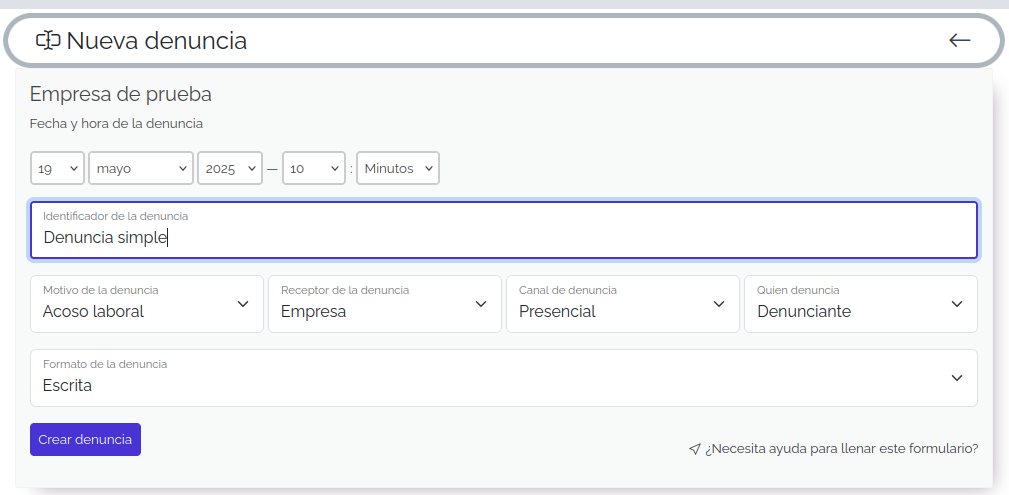 Nueva denuncia
Empresa de prueba
Fecha y hora de la denuncia
19 mayo 2025 — 10 : Minutos
Identificador de la denuncia
Denuncia simple
Motivo de la denuncia Receptor de la denuncia Canal de denuncia Quien denuncia
Acoso laboral Empresa Presencial Denunciante
Formato de la denuncia
Escrita
Crear denuncia
¿Necesita ayuda para llenar este formulario?